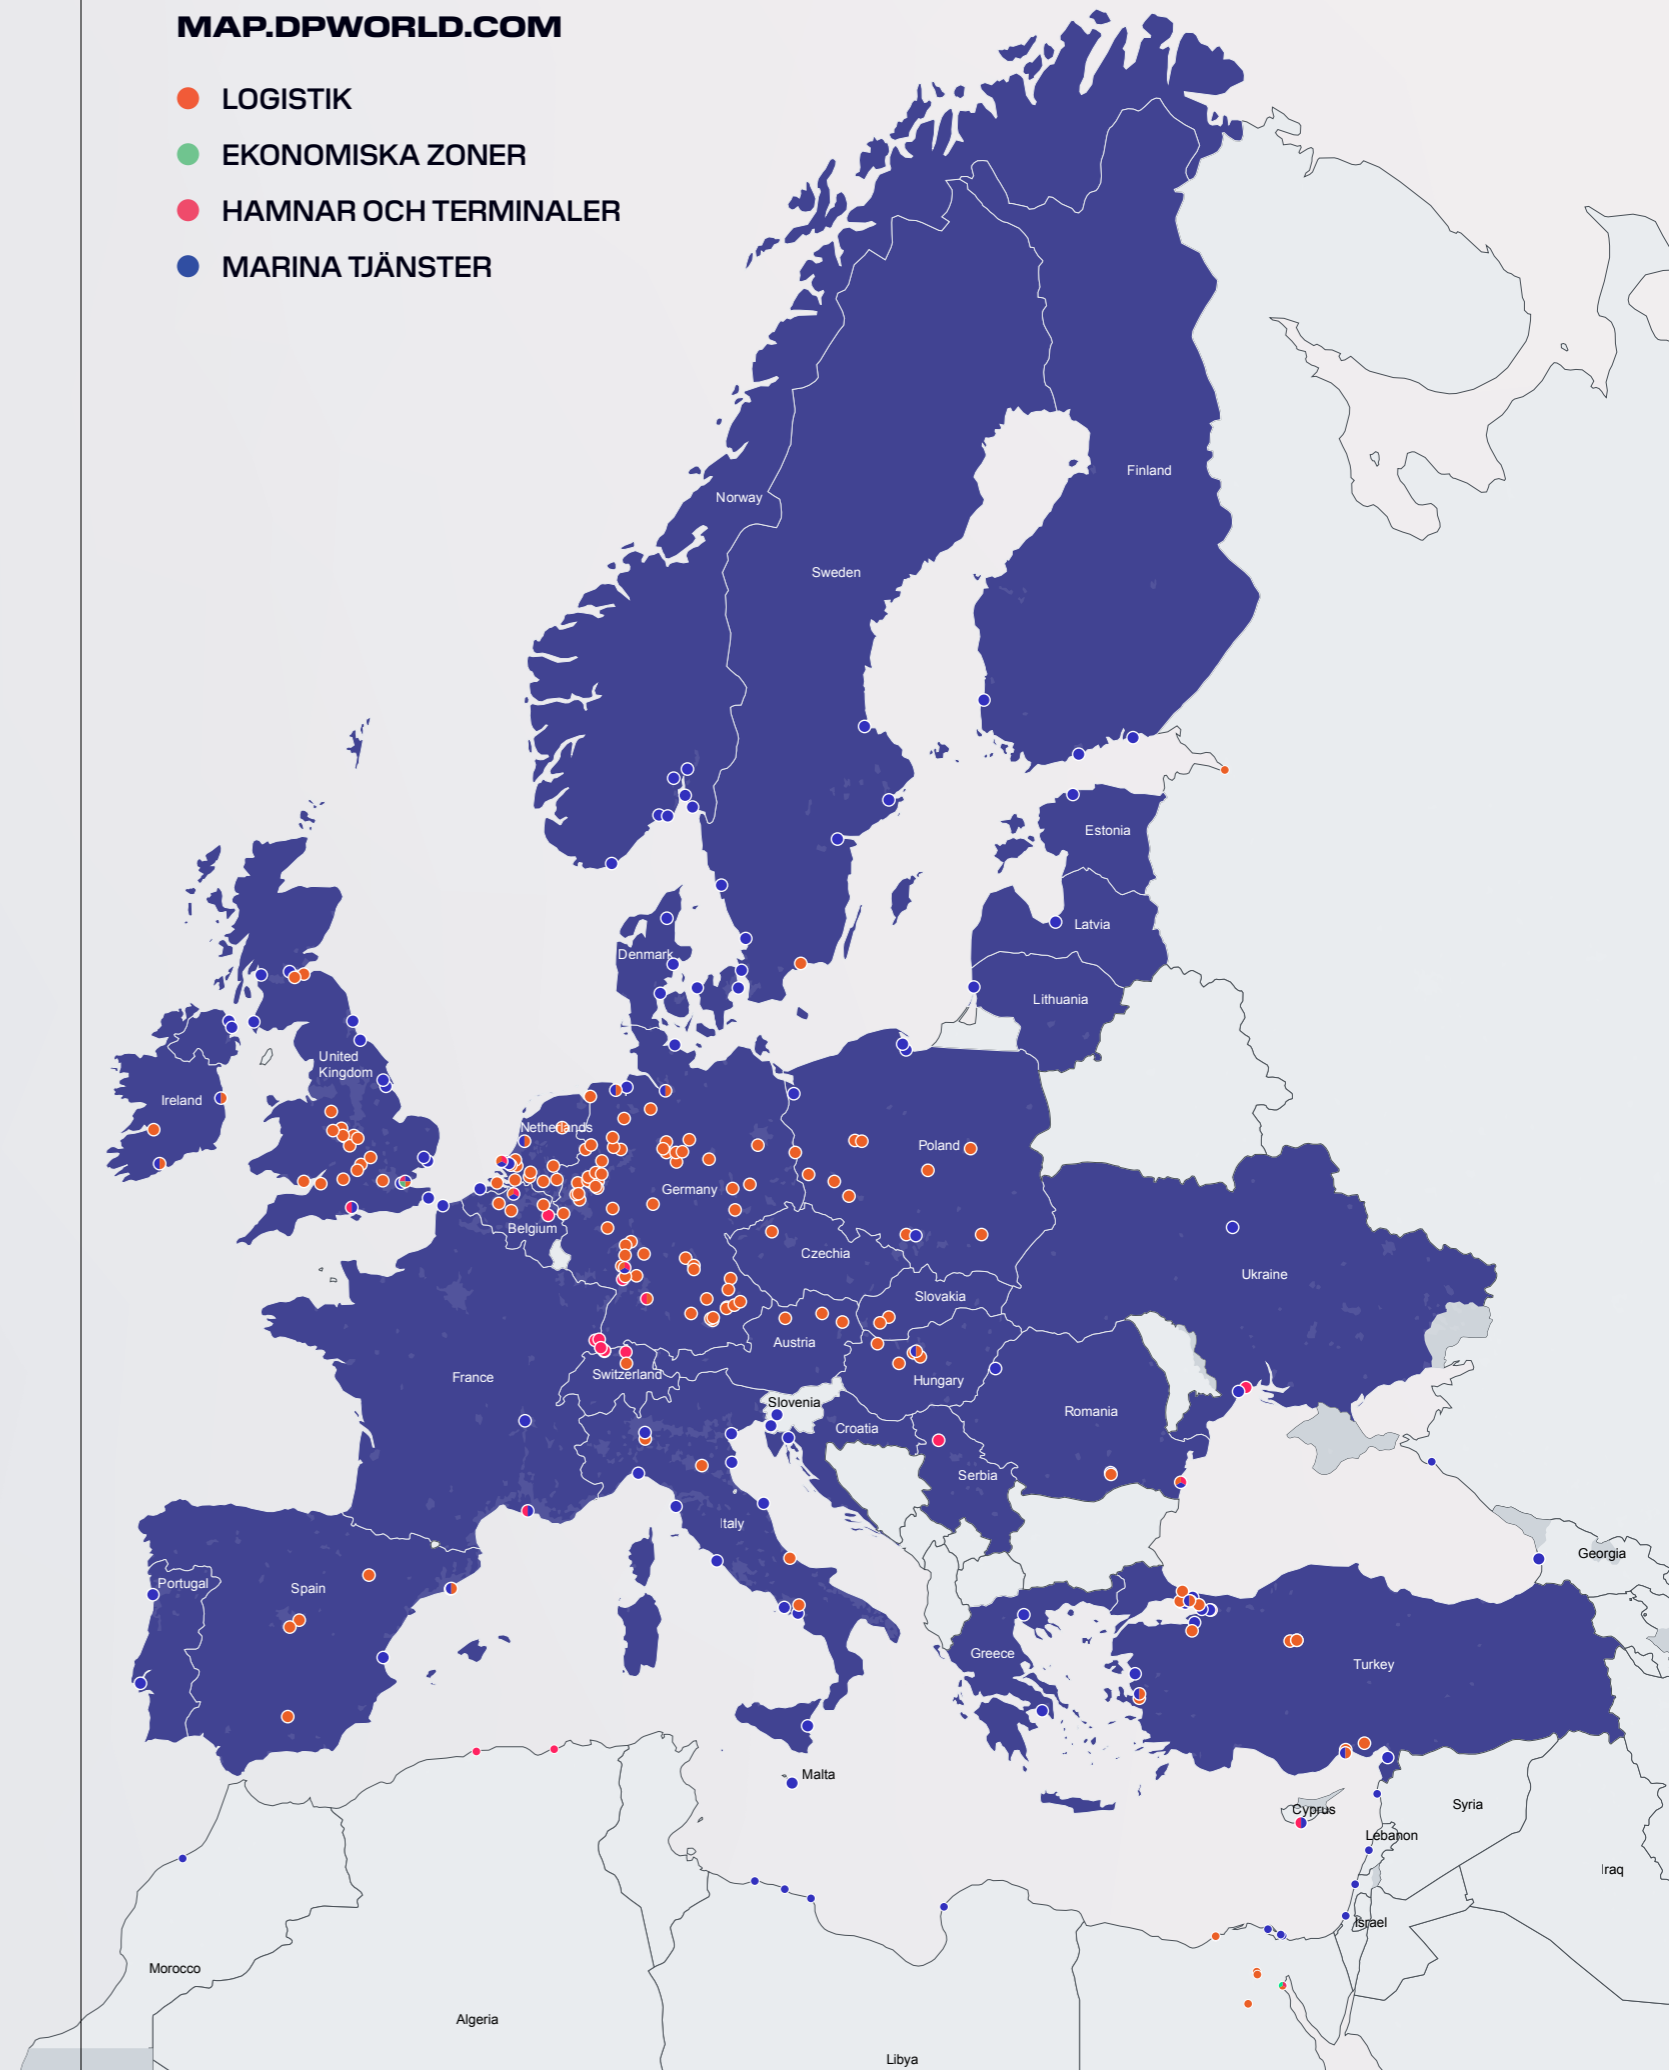 MAP.DPWORLD.COM
LOGISTIK
EKONOMISKA ZONER
HAMNAR OCH TERMINALER
MARINA TJÄNSTER
Finland
Norway
Sweden
Estonia
Latvia
Denmark
Lithuania
United
Kingdom
Ireland
Netherlands
Poland
Germany
Belgium
Czechia
Ukraine
Slovakia
Austria
Switzerland
France
Hungary
Slovenia
Romania
Croatia
Serbia
Italy
Georgia
Portugal
Spain
Greece
Turkey
Malta
Cyprus
Syria
Lebanon
Iraq
Israel
Morocco
Algeria
Libya